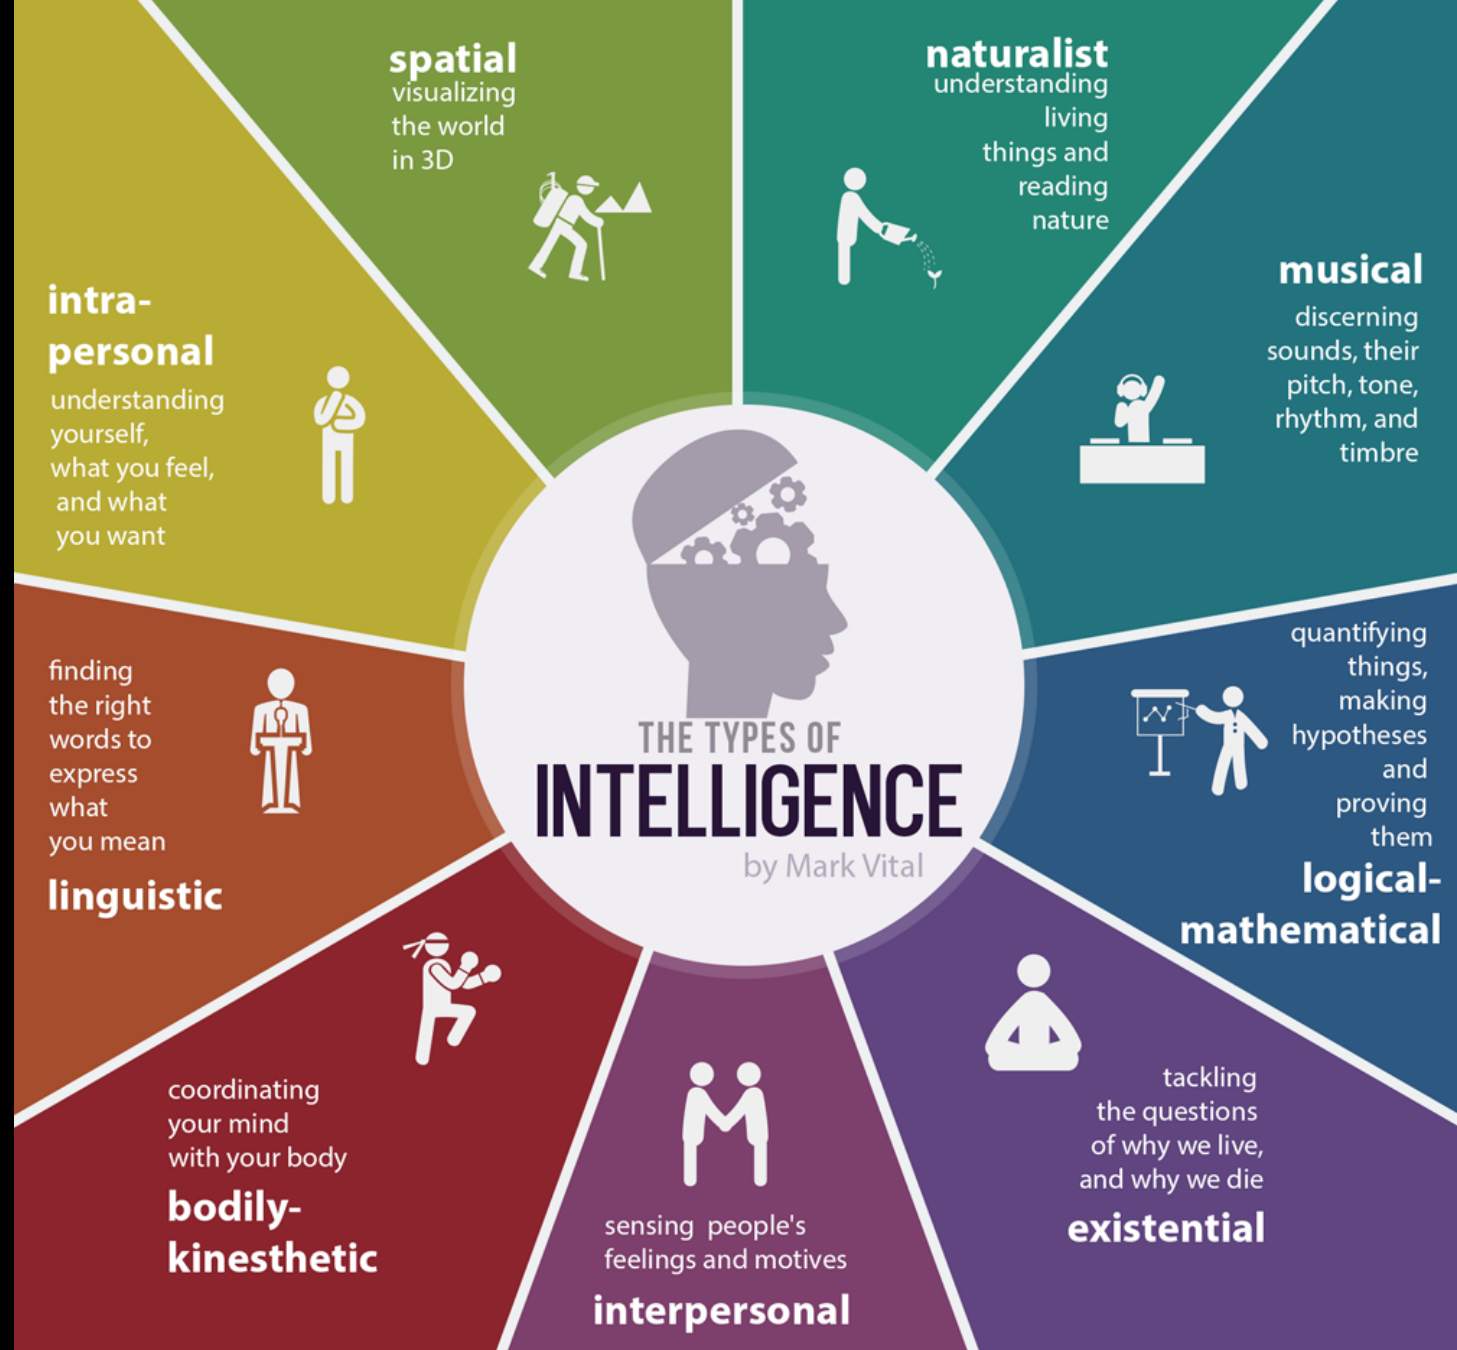 spatial
visualizing
the world
in 3D
naturalist
understanding
living
things and
reading
nature
musical
discerning
sounds, their
pitch, tone,
rhythm, and
timbre
quantifying
things,
making
hypotheses
and
proving
them
logical-
mathematical
tackling
the questions
of why we live,
and why we die
existential
sensing people's
feelings and motives
interpersonal
coordinating
your mind
with your body
bodily-
kinesthetic
finding
the right
words to
express
what
you mean
linguistic
intra-
personal
understanding
yourself,
what you feel,
and what
you want
THE TYPES OF
INTELLIGENCE
by Mark Vital